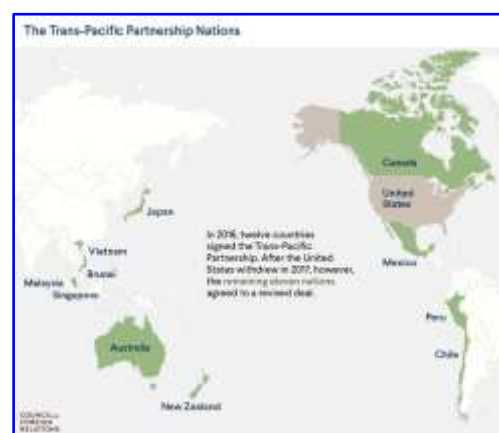 The Trans-Pacific Partnership Nations
Canada
United
States
Japan
In 2016, twelve countries
signed the Trans-Pacific
Partnership. After the United
States withdrew in 2017, however,
the remaining eleven nations
agreed to a revised deal.
Vietnam
Brunei
Malaysia
Singapore
Mexico
Peru
Australia
Chile
New Zealand
COUNCIL on
FOREIGN
RELATIONS